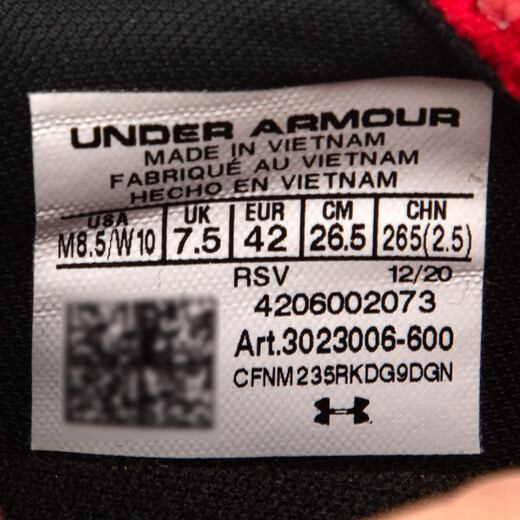 UNDER ARMOUR
MADE IN VIETNAM
FABRIQUÉ AU VIETNAM
HECHO EN VIETNAM
USA UK EUR CM CHN
M8.5/W10 7.5 42 26.5 265(2.5)
RSV 12/20
4206002073
Art.3023006-600
CFNM235RKDG9DGN